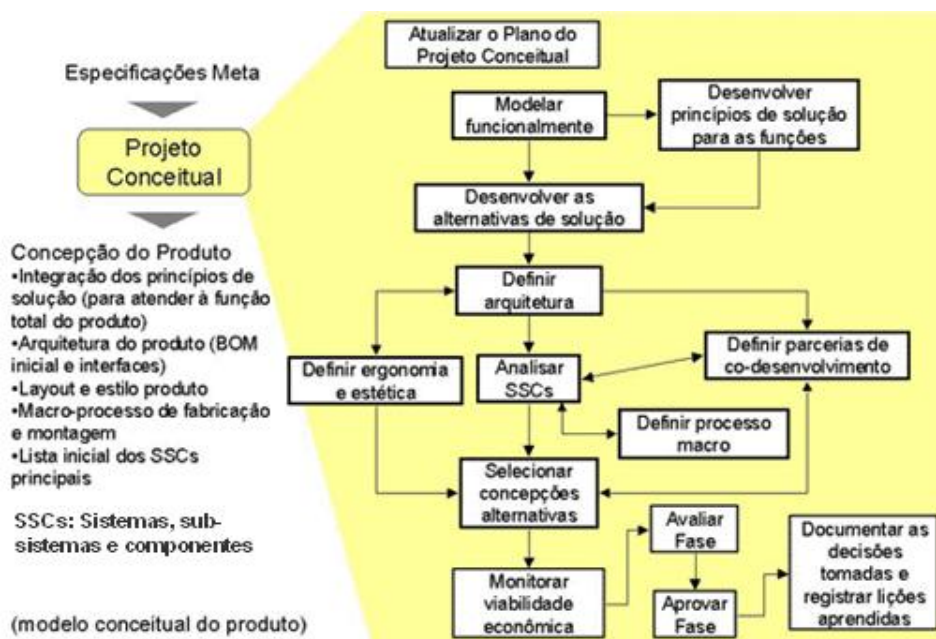 Especificações Meta
Projeto
Conceitual
Concepção do Produto
•Integração dos princípios de
solução (para atender à função
total do produto)
•Arquitetura do produto (BOM
inicial e interfaces)
•Layout e estilo produto
•Macro-processo de fabricação
e montagem
•Lista inicial dos SSCs
principais
SSCs: Sistemas, sub-
sistemas e componentes
(modelo conceitual do produto)
Atualizar o Plano do
Projeto Conceitual
Modelar
funcionalmente
Desenvolver
princípios de solução
para as funções
Desenvolver as
alternativas de solução
Definir
arquitetura
Definir ergonomia
e estética
Analisar
SSCs
Definir parcerias de
co-desenvolvimento
Definir processo
macro
Selecionar
concepções
alternativas
Monitorar
viabilidade
econômica
Avaliar
Fase
Aprovar
Fase
Documentar as
decisões
tomadas e
registrar lições
aprendidas